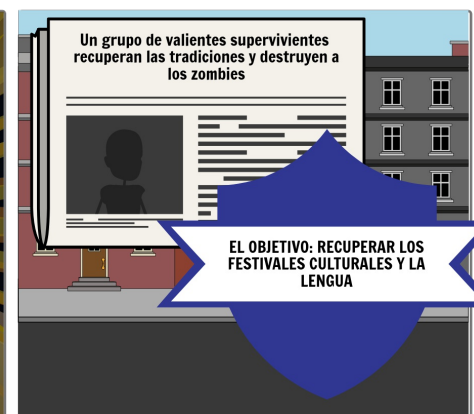 Un grupo de valientes supervivientes
recuperan las tradiciones y destruyen a
los zombies
EL OBJETIVO: RECUPERAR LOS
FESTIVALES CULTURALES Y LA
LENGUA